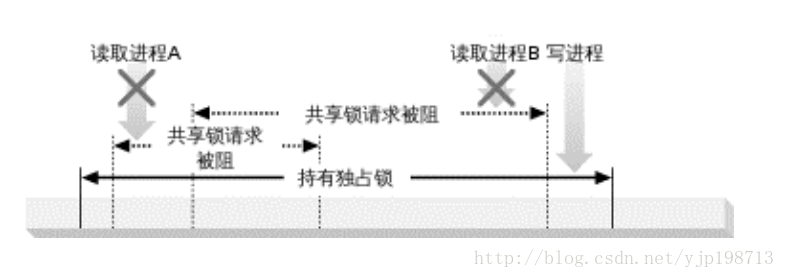 读取进程A
读取进程B 写进程
共享锁请求被阻
共享锁请求
被阻
持有独占锁
http://blog.csdn.net/yjp198713